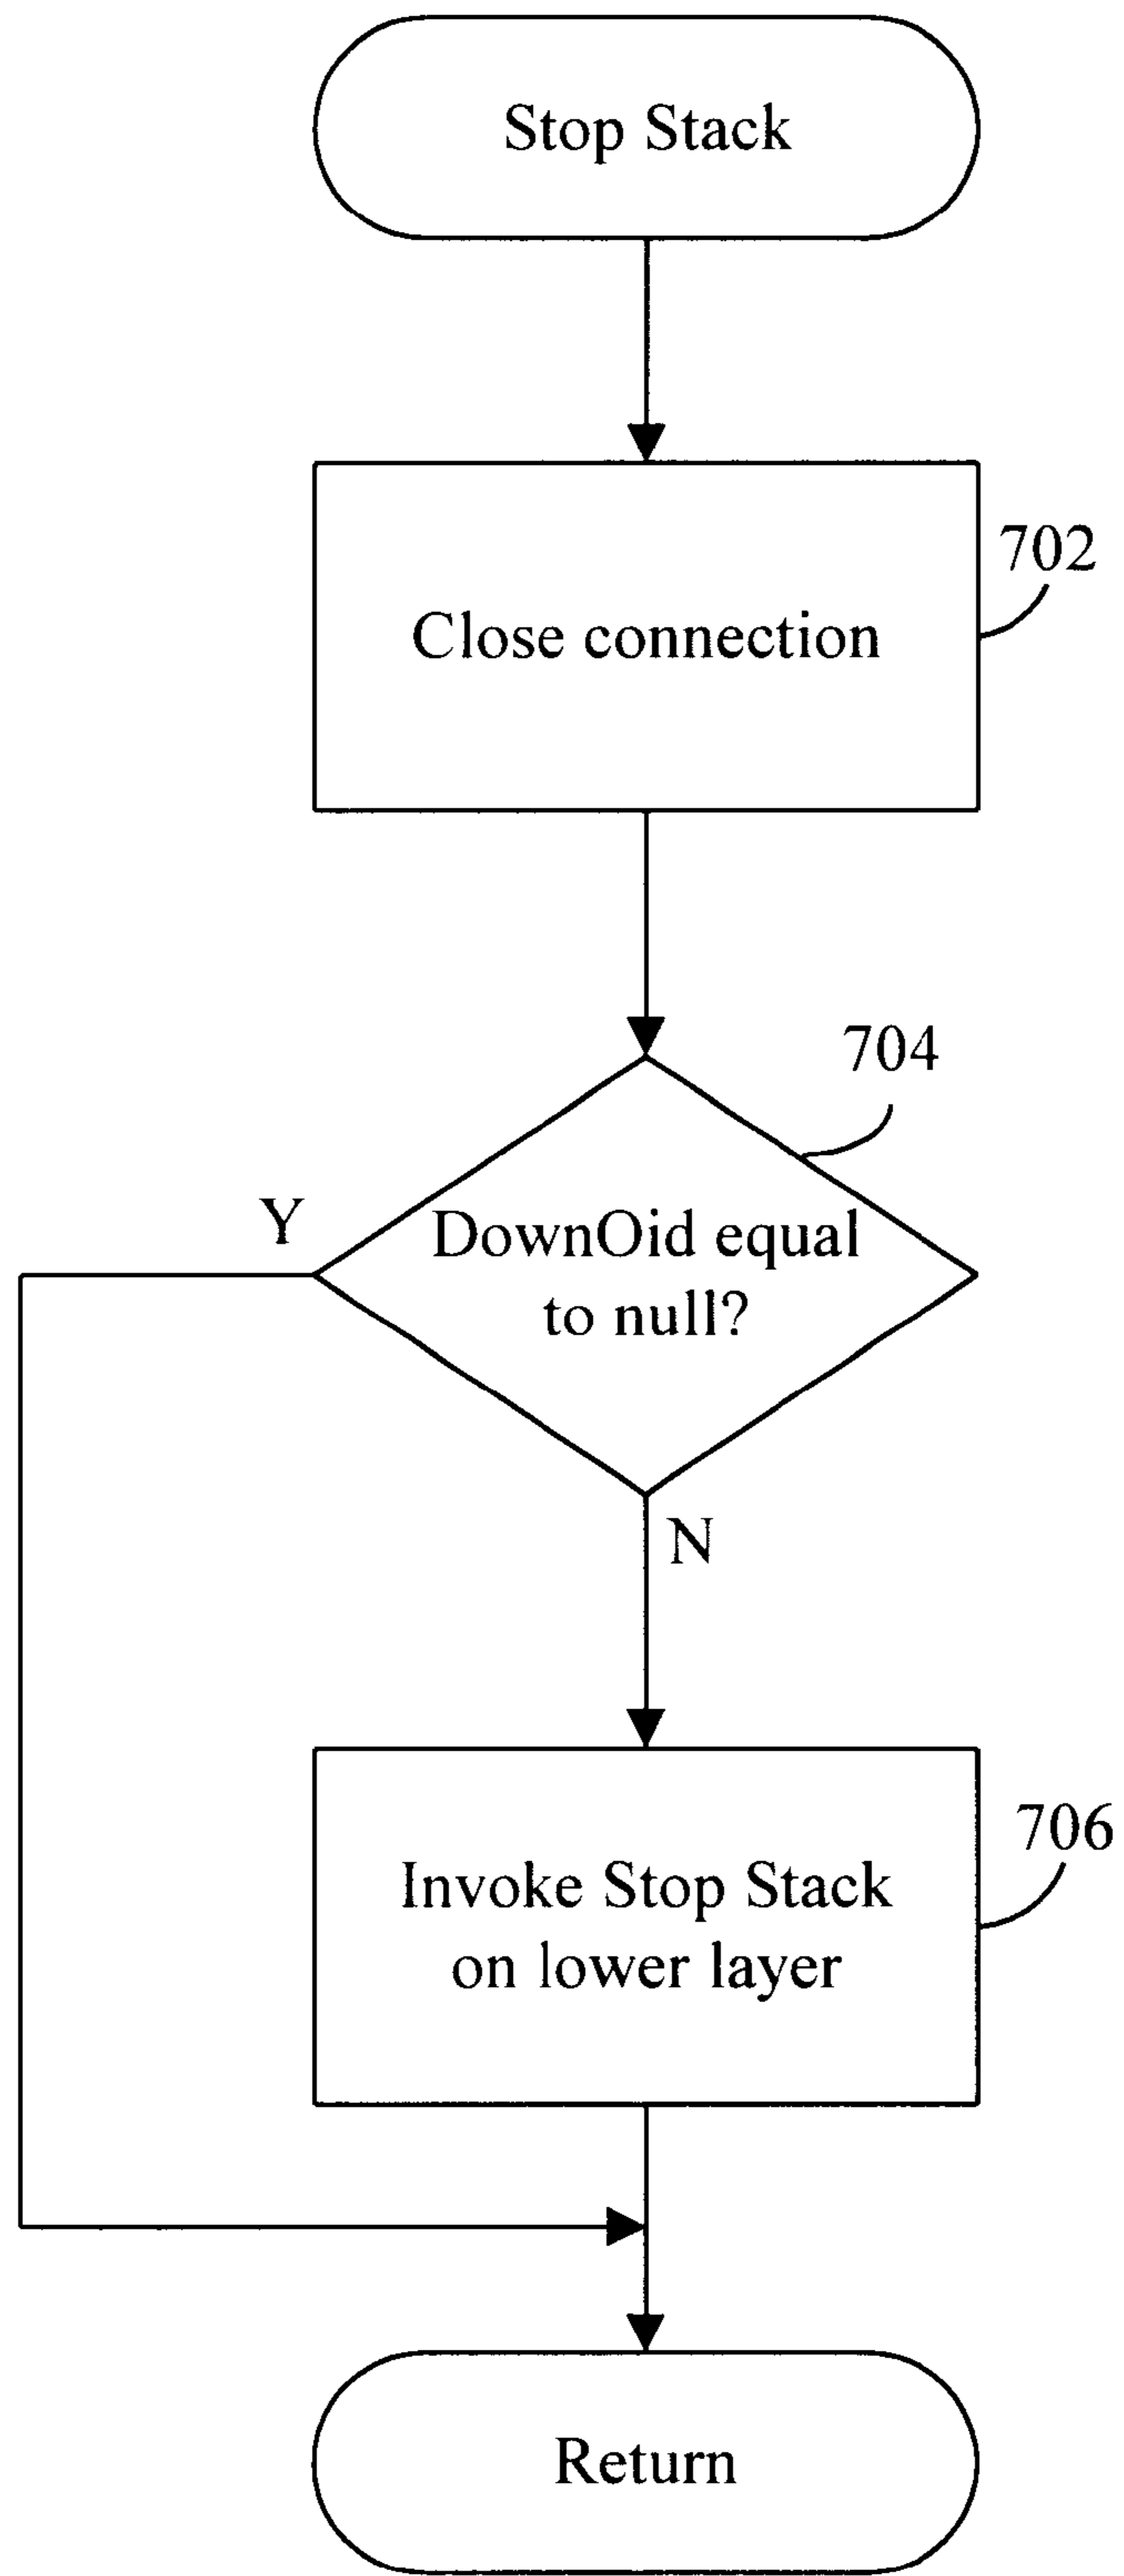 Stop Stack
702
Close connection
704
Y
DownOid equal
to null?
N
706
Invoke Stop Stack
on lower layer
Return